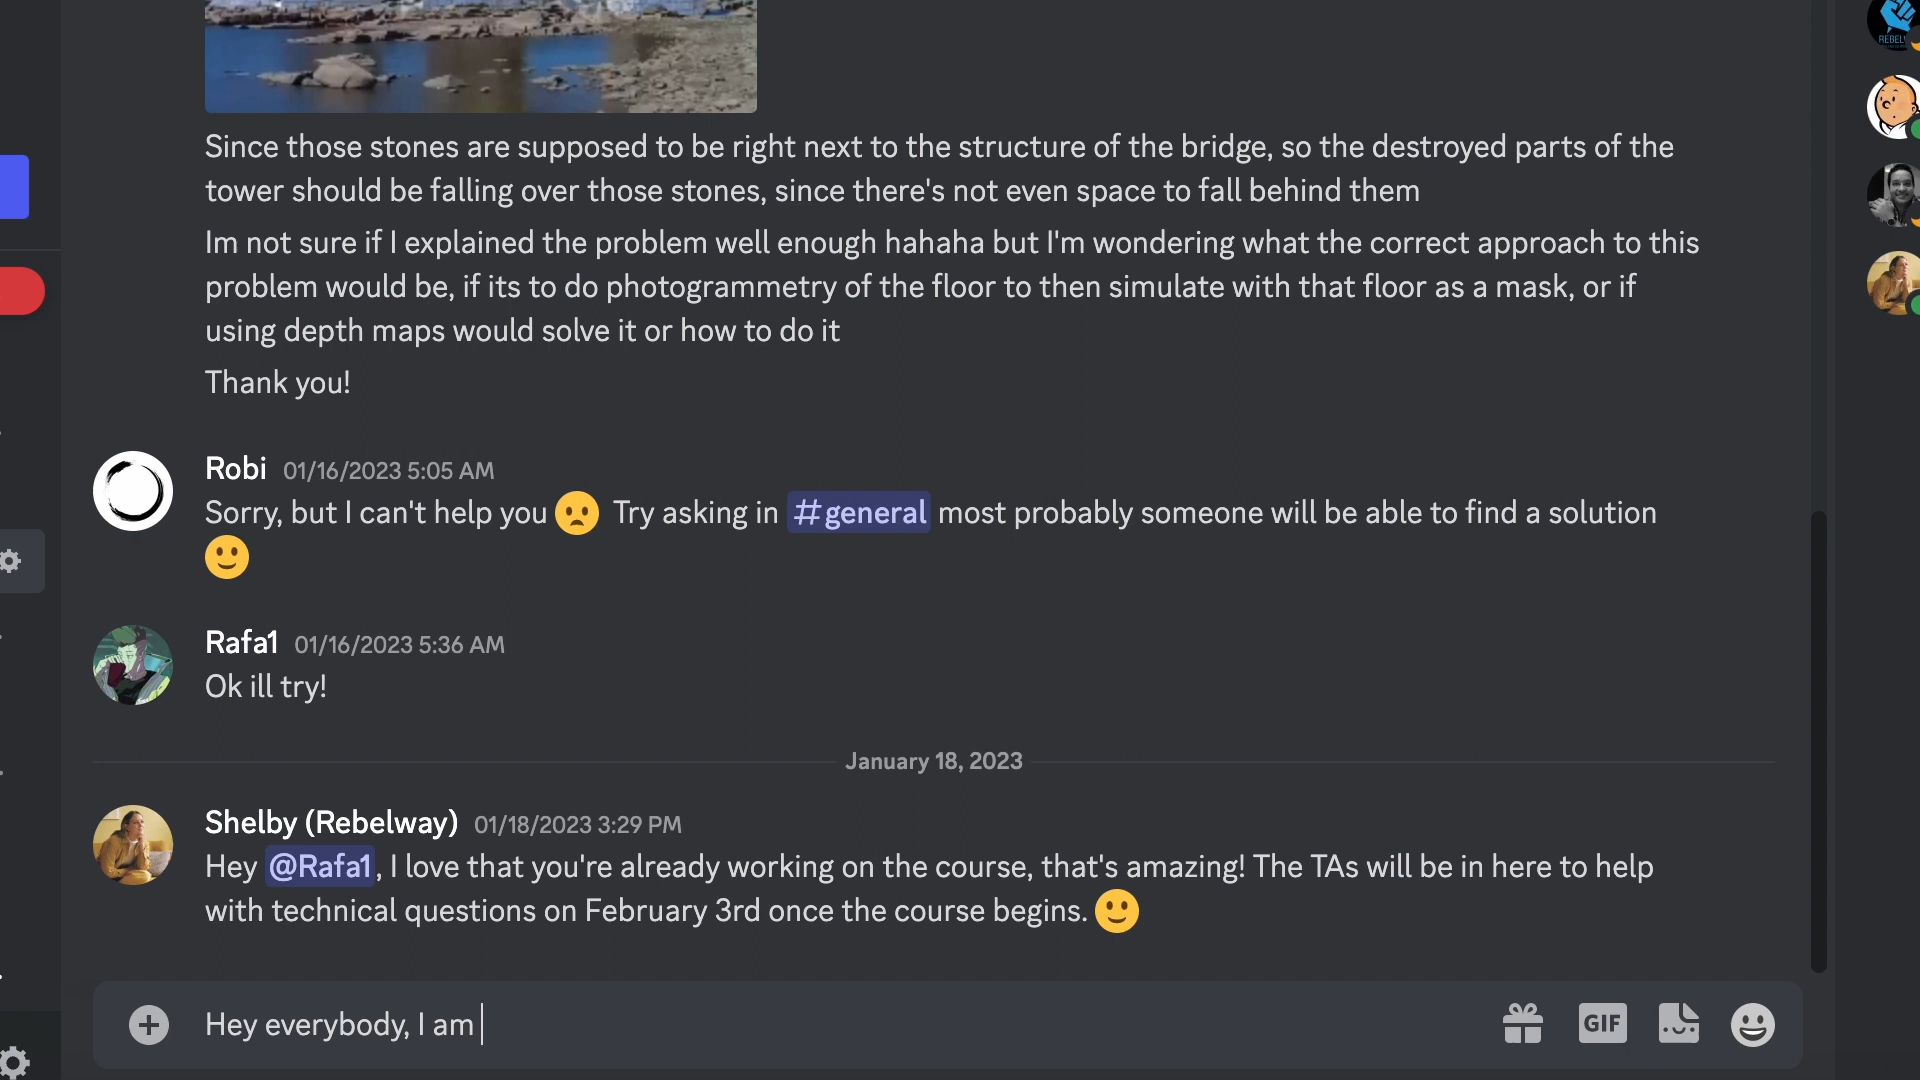 Since those stones are supposed to be right next to the structure of the bridge, so the destroyed parts of the
tower should be falling over those stones, since there's not even space to fall behind them
Im not sure if I explained the problem well enough hahaha but I'm wondering what the correct approach to this
problem would be, if its to do photogrammetry of the floor to then simulate with that floor as a mask, or if
using depth maps would solve it or how to do it
Thank you!
Robi 01/16/2023 5:05 AM
Sorry, but I can't help you 🙁 Try asking in #general most probably someone will be able to find a solution
🙂
Rafa1 01/16/2023 5:36 AM
Ok ill try!
January 18, 2023
Shelby (Rebelway) 01/18/2023 3:29 PM
Hey @Rafa1, I love that you're already working on the course, that's amazing! The TAs will be in here to help
with technical questions on February 3rd once the course begins. 🙂
Hey everybody, I am
GIF